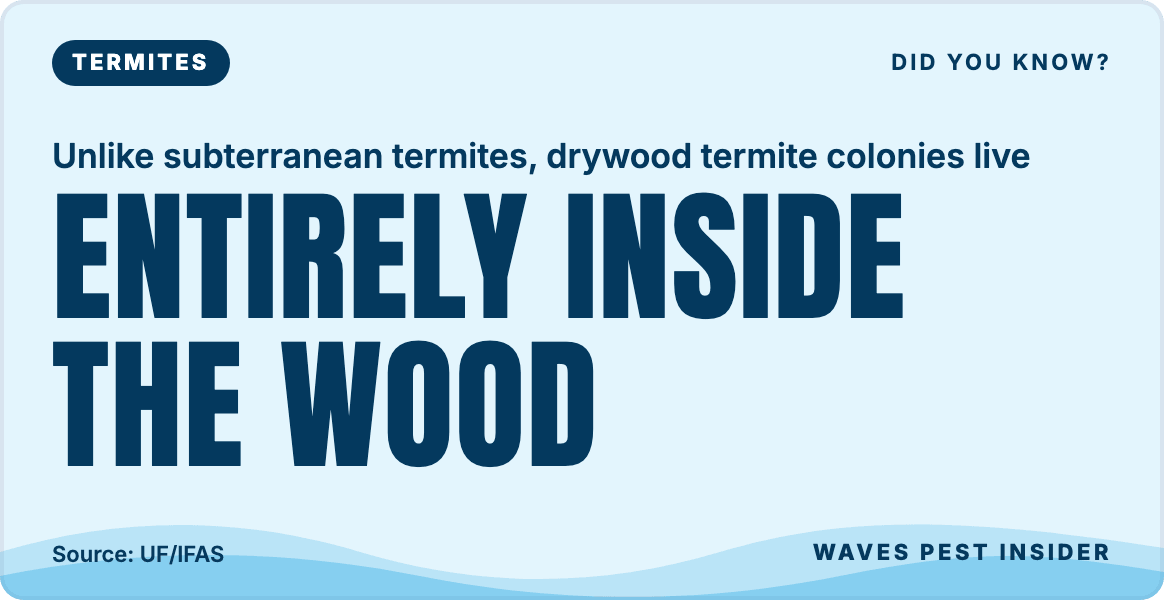 TERMITES
DID YOU KNOW?
Unlike subterranean termites, drywood termite colonies live
ENTIRELY INSIDE
THE WOOD
Source: UF/IFAS
WAVES PEST INSIDER